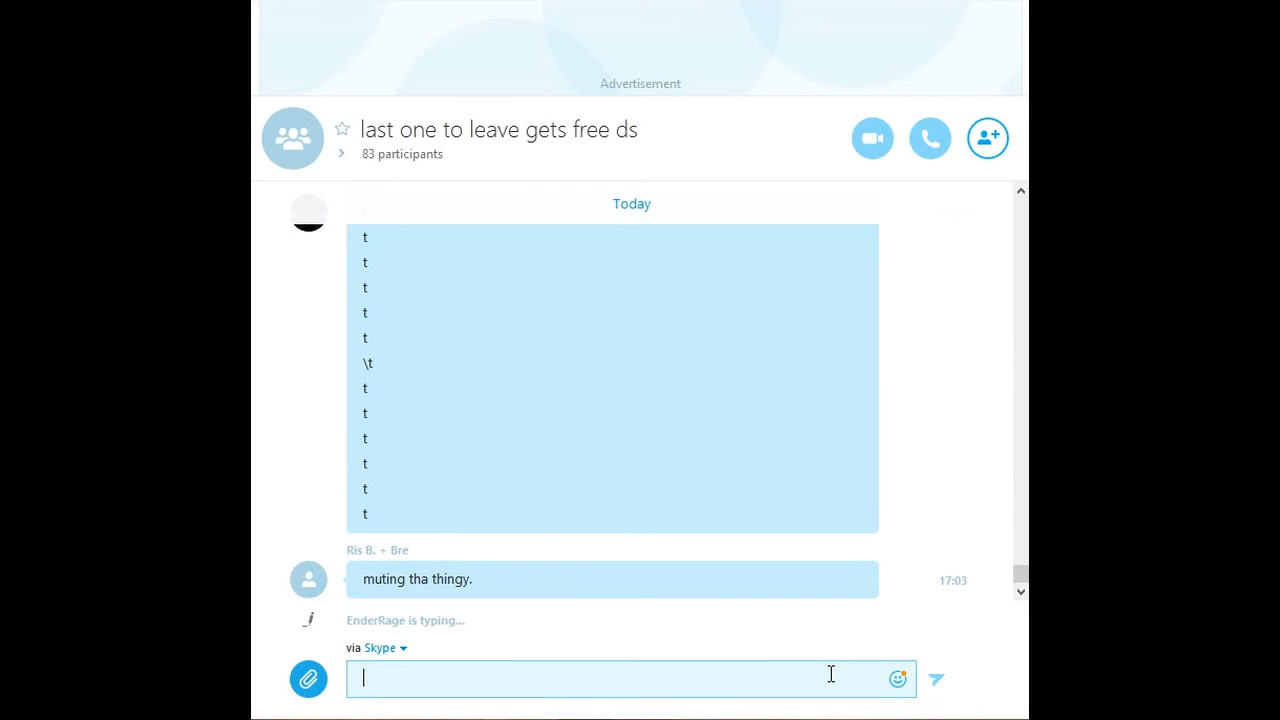 Advertisement
last one to leave gets free ds
83 participants
Today
t
t
t
t
t
\t
t
t
t
t
t
t
Ris B. + Bre
muting tha thingy.
17:03
EnderRage is typing...
via Skype